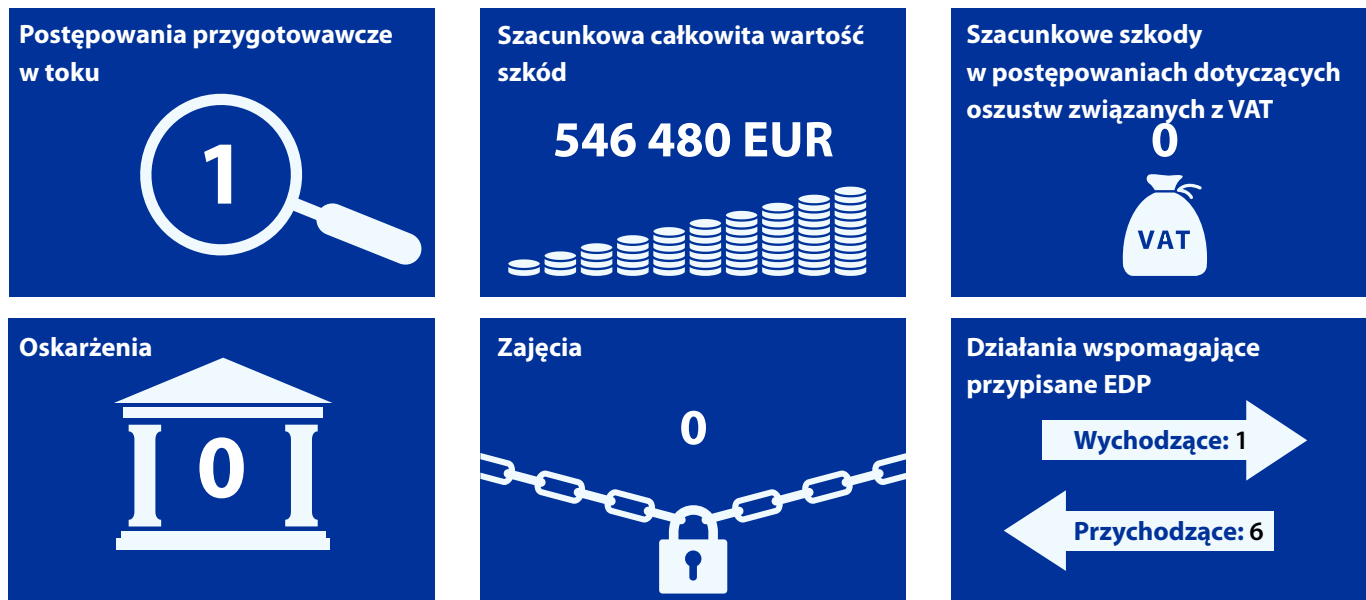 Postępowania przygotowawcze
w toku
1
Szacunkowa całkowita wartość
szkód
546 480 EUR
Szacunkowe szkody
w postępowaniach dotyczących
oszustw związanych z VAT
0
VAT
Oskarżenia
0
Zajęcia
0
Działania wspomagające
przypisane EDP
Wychodzące: 1
Przychodzące: 6